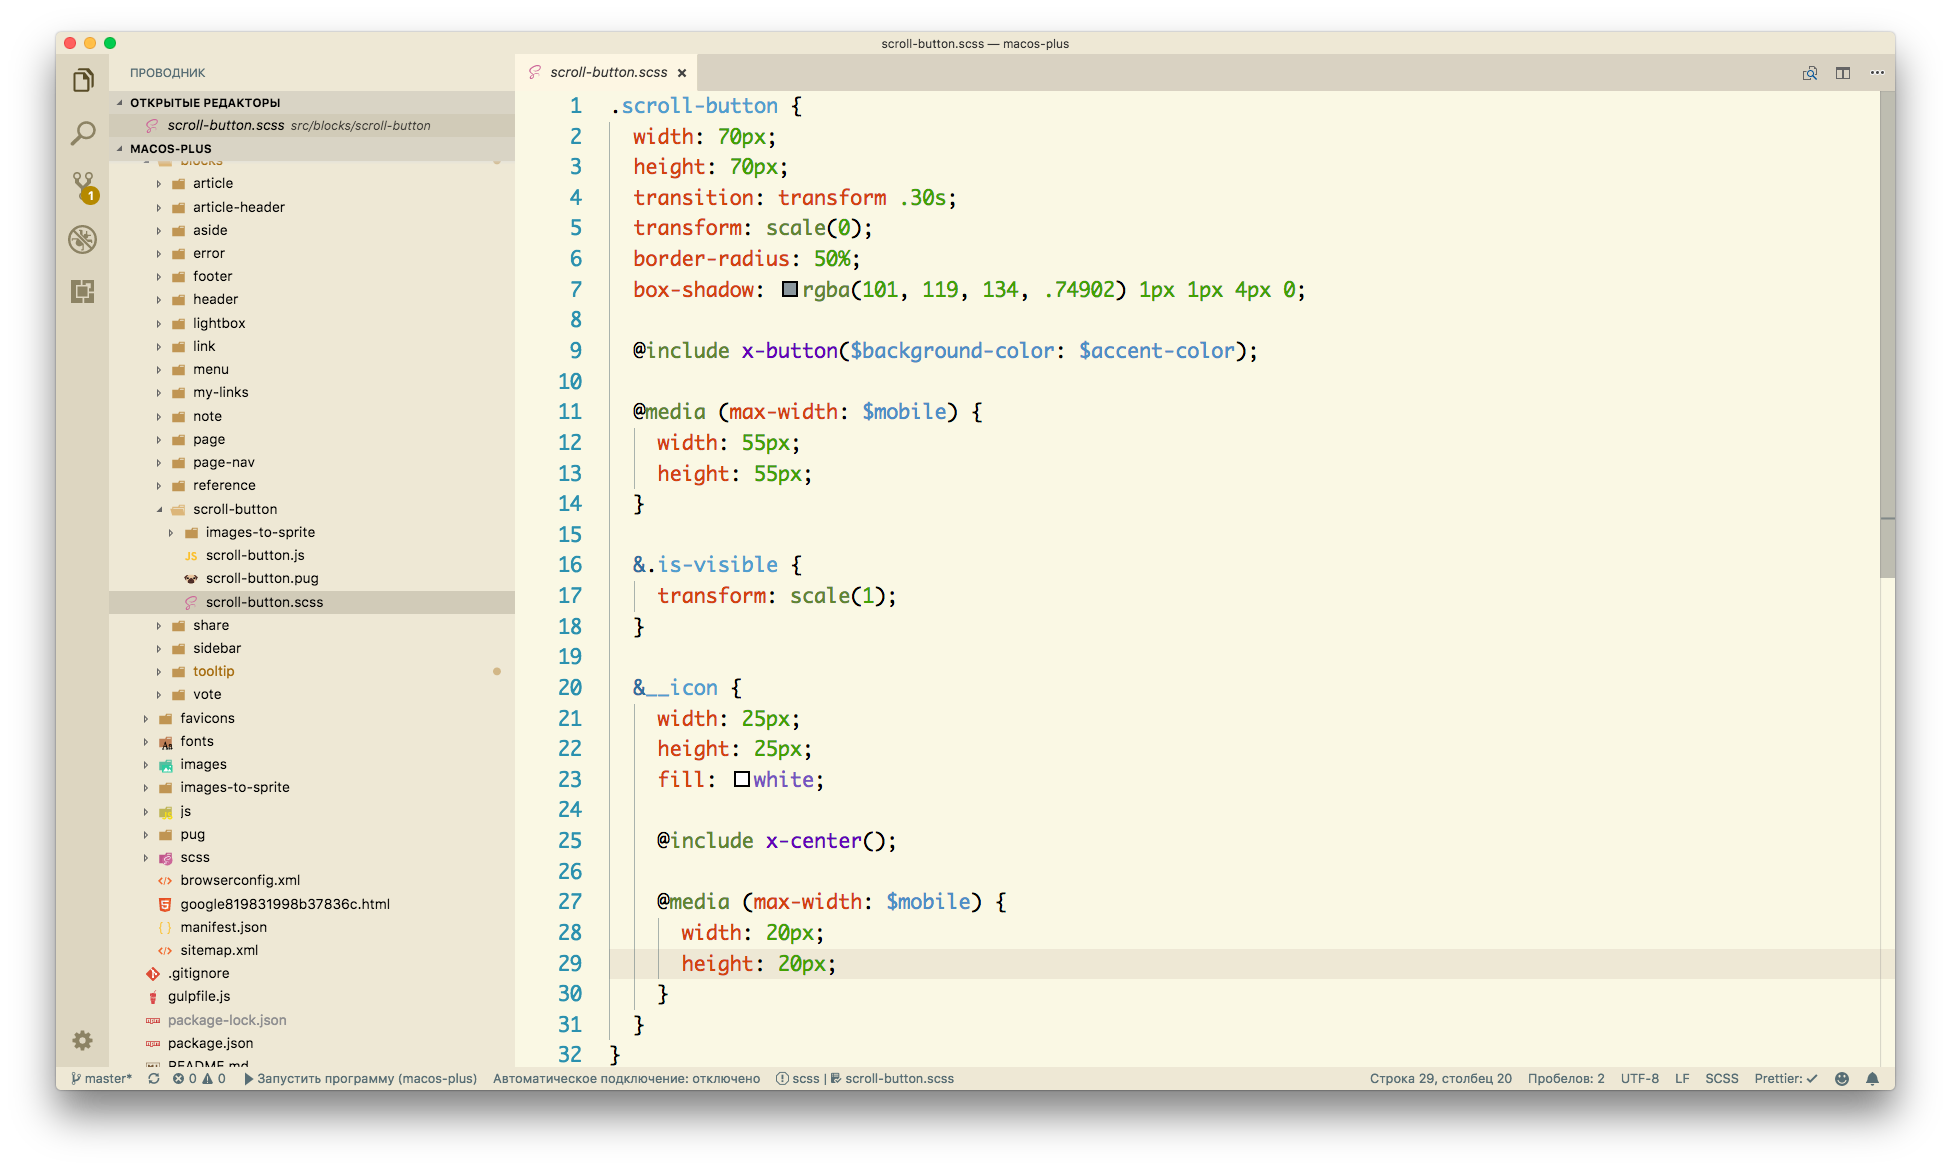 scroll-button.scss — macos-plus
ПРОВОДНИК
ОТКРЫТЫЕ РЕДАКТОРЫ
scroll-button.scss src/blocks/scroll-button
MACOS-PLUS
blocks
article
article-header
aside
error
footer
header
lightbox
link
menu
my-links
note
page
page-nav
reference
scroll-button
images-to-sprite
JS scroll-button.js
scroll-button.pug
scroll-button.scss
share
sidebar
tooltip
vote
favicons
fonts
images
images-to-sprite
js
pug
scss
browserconfig.xml
google819831998b37836c.html
manifest.json
sitemap.xml
.gitignore
gulpfile.js
package-lock.json
package.json
README.md
1
scroll-button.scss
1 .scroll-button {
2 width: 70px;
3 height: 70px;
4 transition: transform .30s;
5 transform: scale(0);
6 border-radius: 50%;
7 box-shadow: rgba(101, 119, 134, .74902) 1px 1px 4px 0;
8
9 @include x-button($background-color: $accent-color);
10
11 @media (max-width: $mobile) {
12 width: 55px;
13 height: 55px;
14 }
15
16 &.is-visible {
17 transform: scale(1);
18 }
19
20 &__icon {
21 width: 25px;
22 height: 25px;
23 fill: white;
24
25 @include x-center();
26
27 @media (max-width: $mobile) {
28 width: 20px;
29 height: 20px;
30 }
31 }
32 }
master* 0 0 Запустить программу (macos-plus) Автоматическое подключение: отключено scss | scroll-button.scss Строка 29, столбец 20 Пробелов: 2 UTF-8 LF SCSS Prettier: ✓